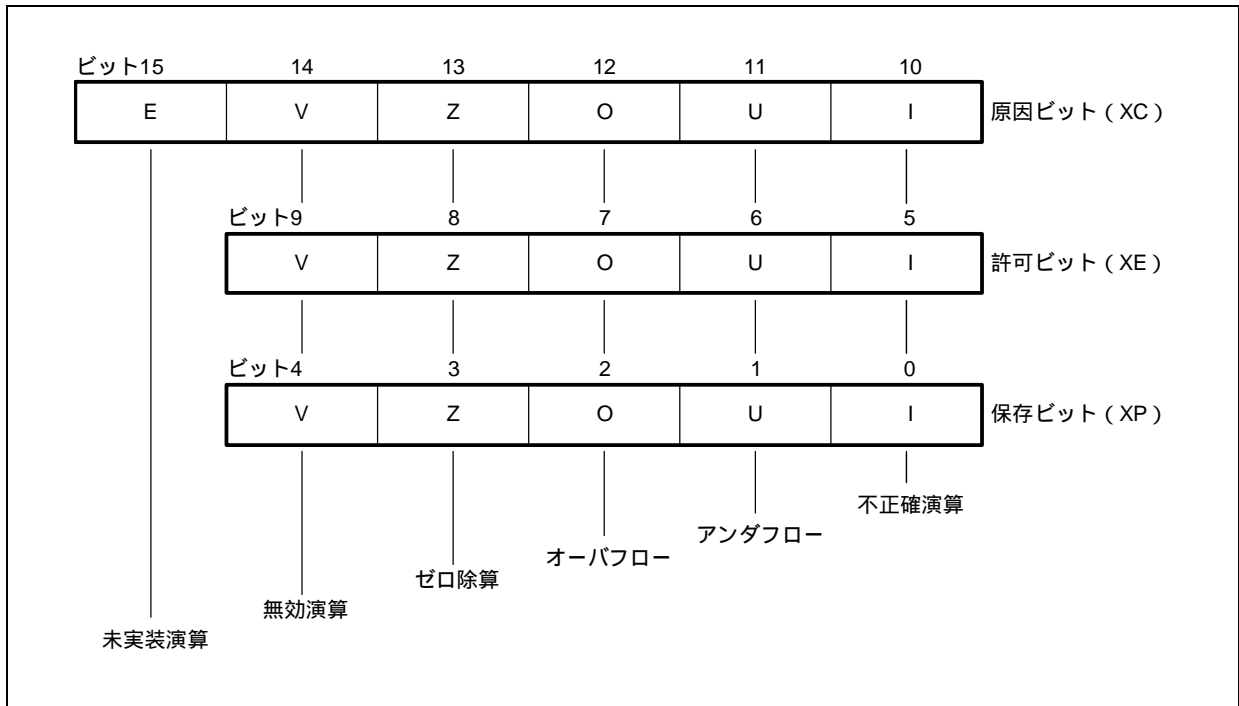 ビット15 14 13 12 11 10
E V Z O U I 原因ビット（XC）
ビット9 8 7 6 5
V Z O U I 許可ビット（XE）
ビット4 3 2 1 0
V Z O U I 保存ビット（XP）
不正確演算
アンダフロー
オーバフロー
ゼロ除算
無効演算
未実装演算